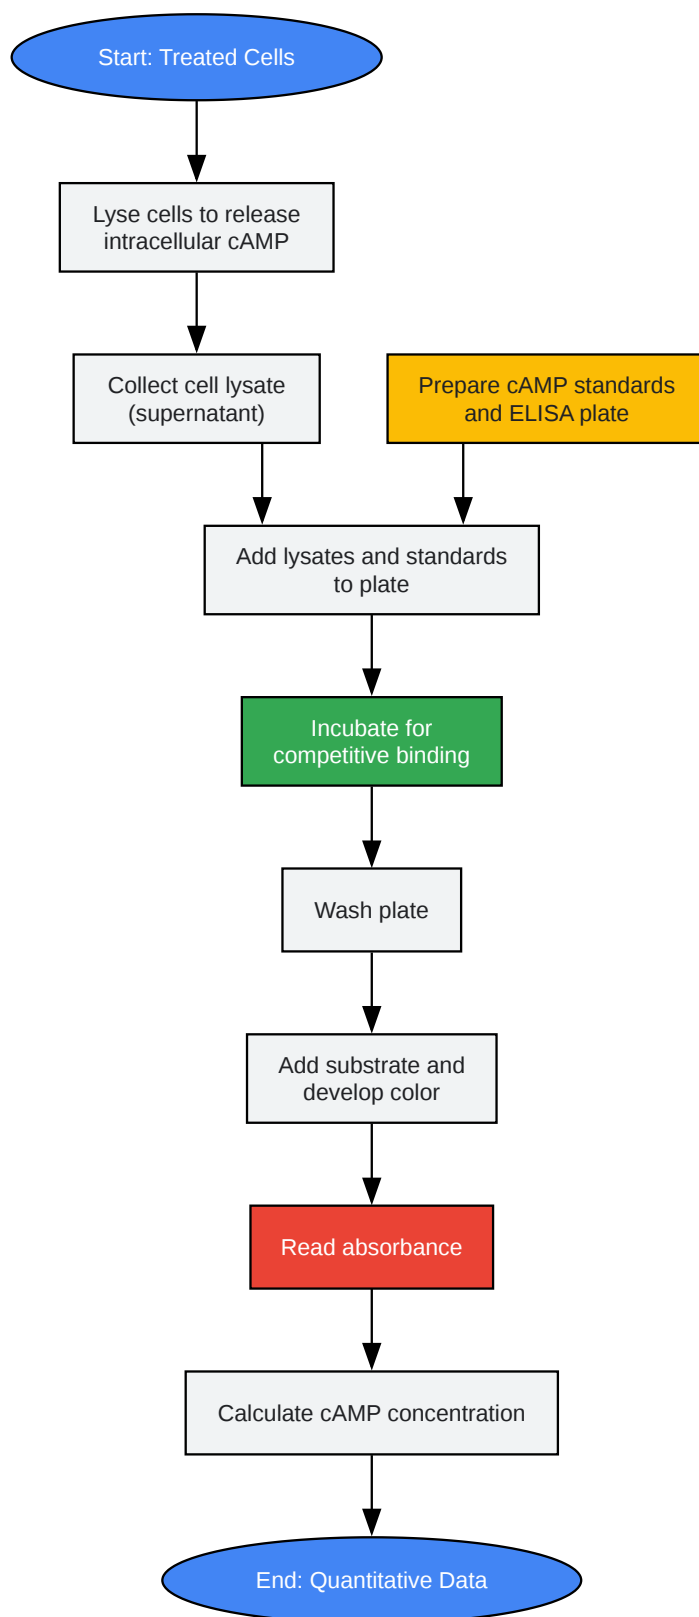 Start: Treated Cells
Lyse cells to release
intracellular cAMP
Collect cell lysate
(supernatant)
Prepare cAMP standards
and ELISA plate
Add lysates and standards
to plate
Incubate for
competitive binding
Wash plate
Add substrate and
develop color
Read absorbance
Calculate cAMP concentration
End: Quantitative Data